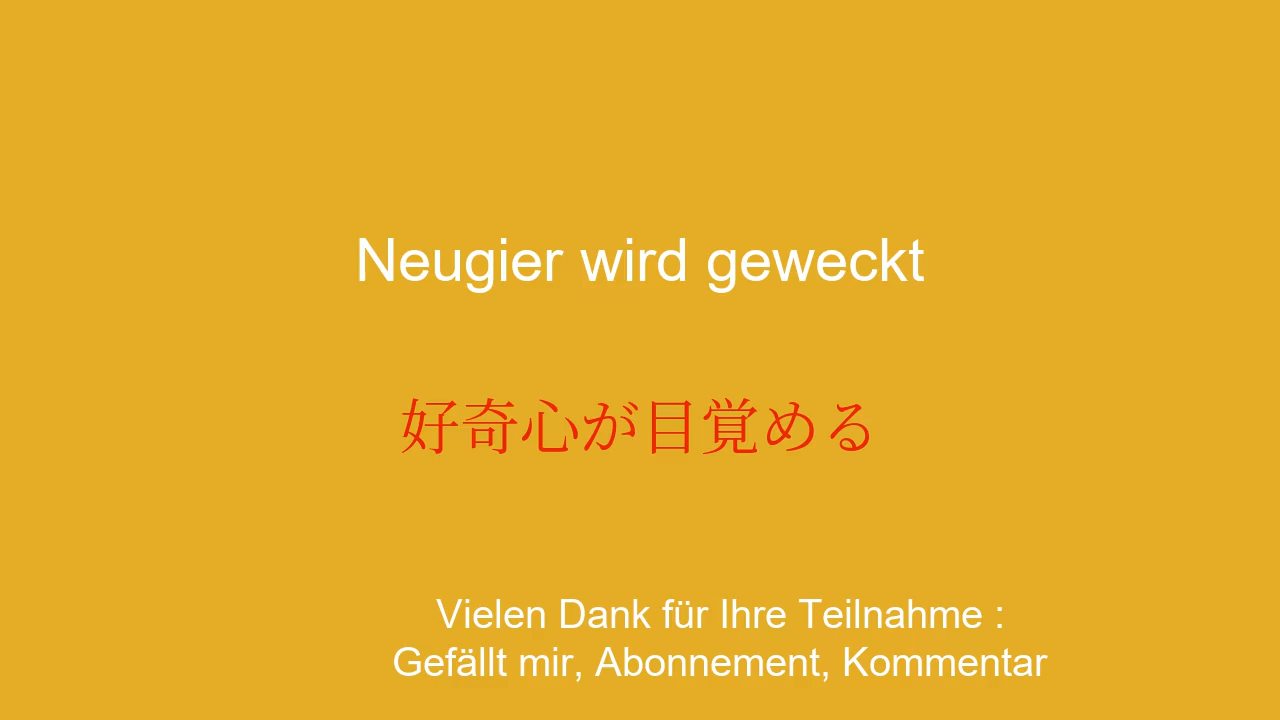 Neugier wird geweckt
好奇心が目覚める
Vielen Dank für Ihre Teilnahme :
Gefällt mir, Abonnement, Kommentar